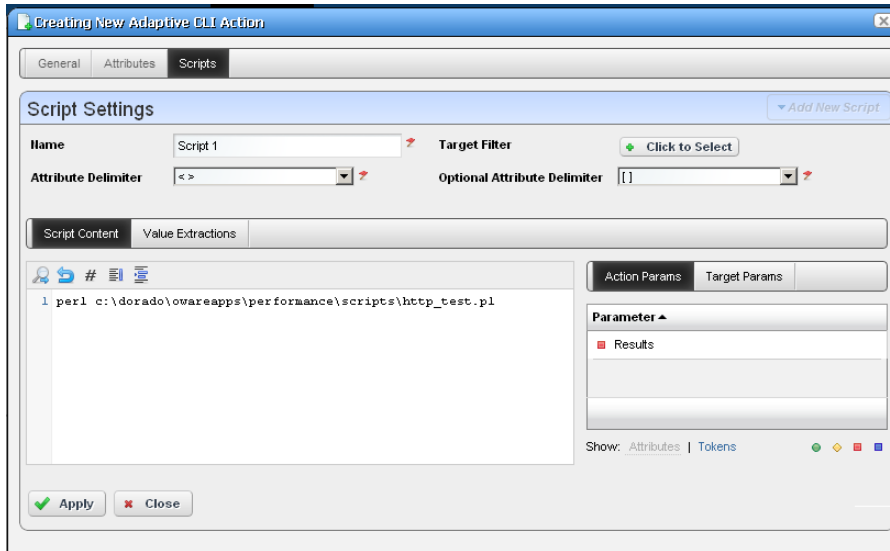 Creating New Adaptive CLI Action
General Attributes Scripts
Script Settings Add New Script
Name Script 1 Target Filter Click to Select
Attribute Delimiter < > Optional Attribute Delimiter [ ]
Script Content Value Extractions
# Action Params Target Params
1 perl c:\dorado\owareapps\performance\scripts\http_test.pl
Parameter
Results
Show: Attributes | Tokens
Apply Close